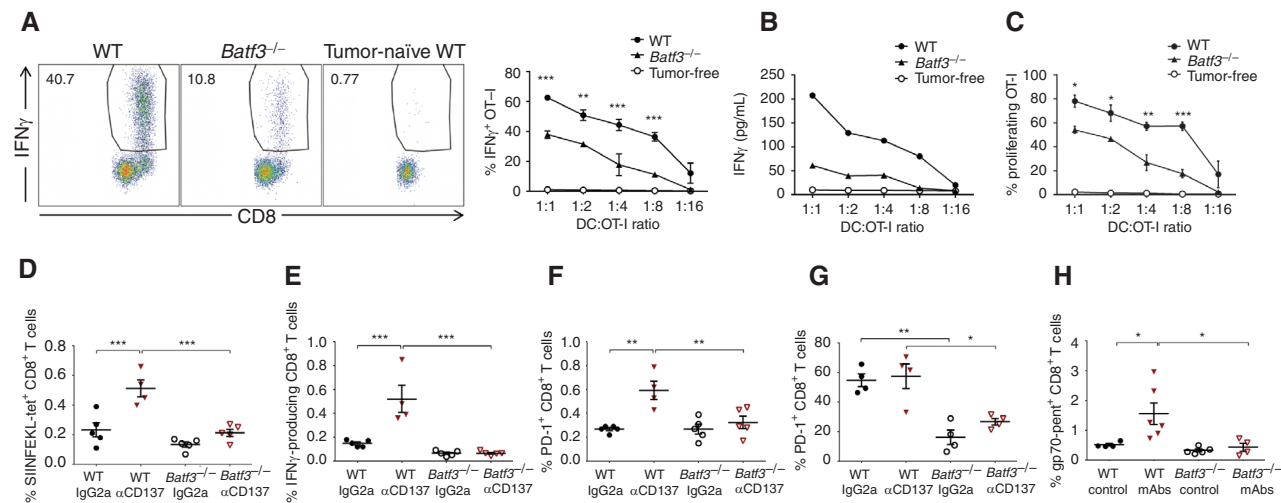 A
WT
Batf3–/–
Tumor-naïve WT
40.7
10.8
0.77
IFNγ
CD8
WT
Batf3–/–
Tumor-free
% IFNγ+ OT–I
80
60
40
20
0
***
**
***
***
1:1
1:2
1:4
1:8
1:16
DC:OT-I ratio
B
WT
Batf3–/–
Tumor-free
IFNγ (pg/mL)
250
200
150
100
50
0
1:1
1:2
1:4
1:8
1:16
DC:OT-I ratio
C
WT
Batf3–/–
Tumor-free
% proliferating OT-I
100
80
60
40
20
0
*
*
**
***
1:1
1:2
1:4
1:8
1:16
DC:OT-I ratio
D
% SIINFEKL-tet+ CD8+ T cells
0.8
0.6
0.4
0.2
0.0
***
***
WT
IgG2a
WT
αCD137
Batf3–/–
IgG2a
Batf3–/–
αCD137
E
% IFNγ-producing CD8+ T cells
1.0
0.8
0.6
0.4
0.2
0.0
***
***
WT
IgG2a
WT
αCD137
Batf3–/–
IgG2a
Batf3–/–
αCD137
F
% PD-1+ CD8+ T cells
1.0
0.8
0.6
0.4
0.2
0.0
**
**
WT
IgG2a
WT
αCD137
Batf3–/–
IgG2a
Batf3–/–
αCD137
G
% PD-1+ CD8+ T cells
80
60
40
20
0
**
*
WT
IgG2a
WT
αCD137
Batf3–/–
IgG2a
Batf3–/–
αCD137
H
% gp70-pent+ CD8+ T cells
4
3
2
1
0
*
*
WT
control
WT
mAbs
Batf3–/–
control
Batf3–/–
mAbs